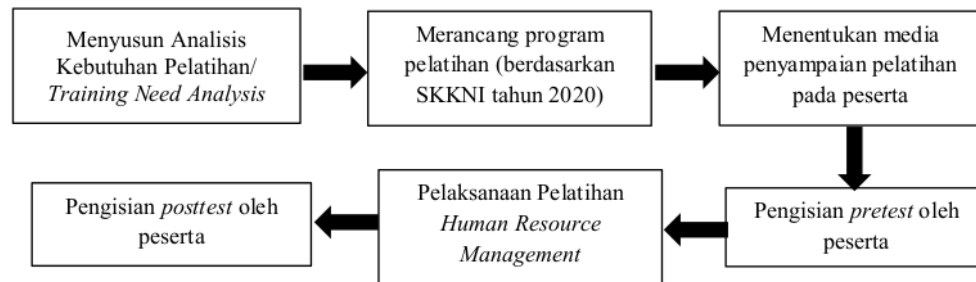 Menyusun Analisis
Kebutuhan Pelatihan/
Training Need Analysis
Merancang program
pelatihan (berdasarkan
SKKNI tahun 2020)
Menentukan media
penyampaian pelatihan
pada peserta
Pengisian pretest oleh
peserta
Pelaksanaan Pelatihan
Human Resource
Management
Pengisian posttest oleh
peserta